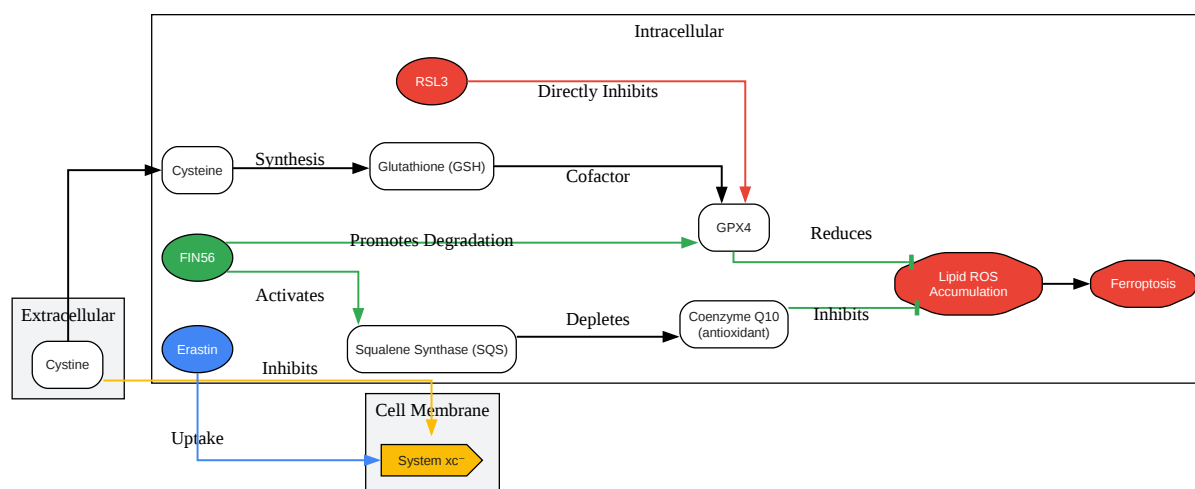 Intracellular
RSL3
Directly Inhibits
Cysteine
Synthesis
Glutathione (GSH)
Cofactor
GPX4
Promotes Degradation
FIN56
Activates
Reduces
Lipid ROS
Accumulation
Ferroptosis
Extracellular
Cystine
Erastin
Inhibits
Squalene Synthase (SQS)
Depletes
Coenzyme Q10
(antioxidant)
Inhibits
Cell Membrane
Uptake
System xc⁻